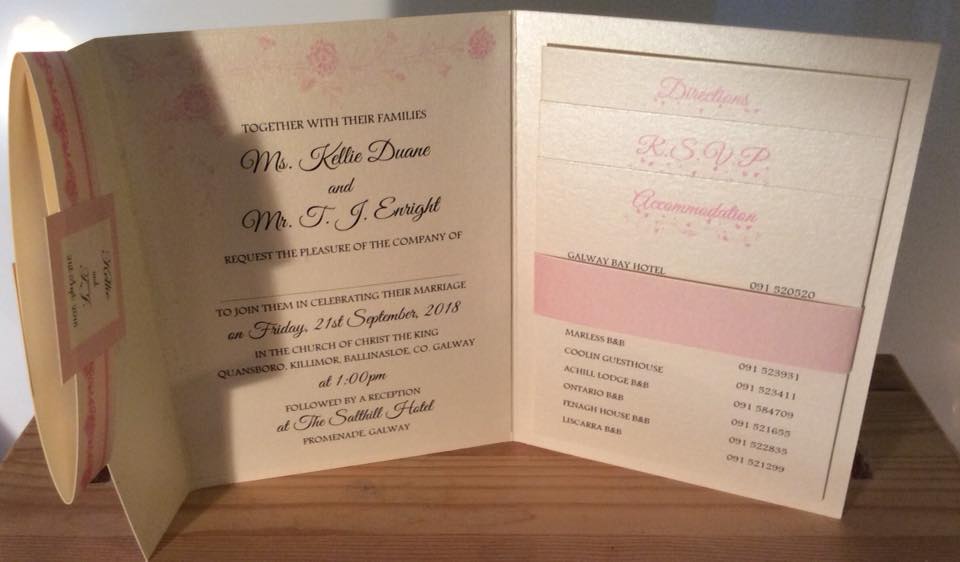 Kellie
and
T.J.
21st Sept. 2018
TOGETHER WITH THEIR FAMILIES
Ms. Kellie Duane
and
Mr. T. J. Enright
REQUEST THE PLEASURE OF THE COMPANY OF
TO JOIN THEM IN CELEBRATING THEIR MARRIAGE
on Friday, 21st September, 2018
IN THE CHURCH OF CHRIST THE KING
QUANSBORO, KILLIMOR, BALLINASLOE, CO. GALWAY
at 1:00pm
FOLLOWED BY A RECEPTION
at The Salthill Hotel
PROMENADE, GALWAY
Directions
R.S.V.P
Accommodation
GALWAY BAY HOTEL 091 520520
MARLESS B&B 091 523931
COOLIN GUESTHOUSE 091 523411
ACHILL LODGE B&B 091 584709
ONTARIO B&B 091 521655
FENAGH HOUSE B&B 091 522835
LISCARRA B&B 091 521299